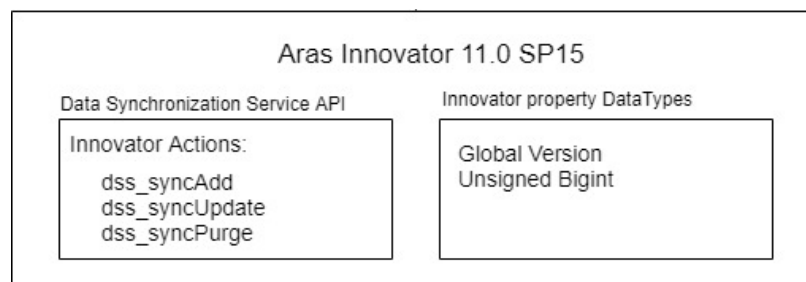 Aras Innovator 11.0 SP15
Data Synchronization Service API
Innovator Actions:
dss_syncAdd
dss_syncUpdate
dss_syncPurge
Innovator property DataTypes
Global Version
Unsigned Bigint